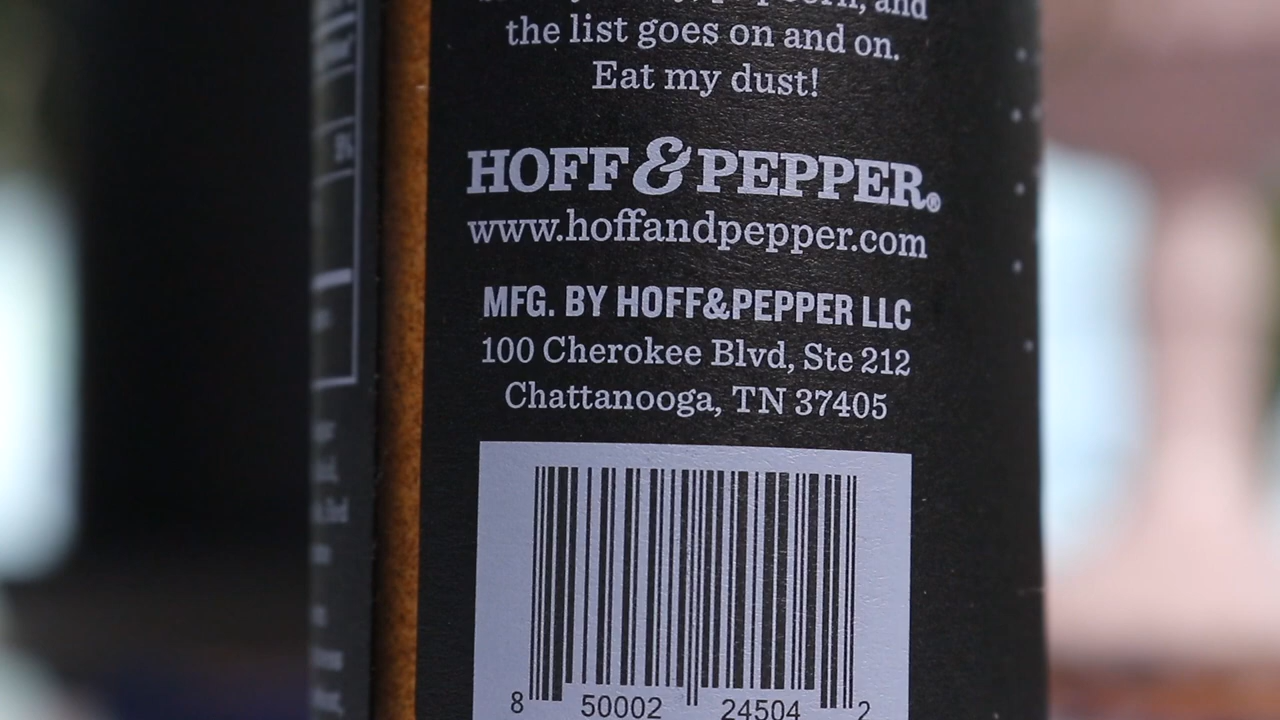 and
the list goes on and on.
Eat my dust!
HOFF & PEPPER®
www.hoffandpepper.com
MFG. BY HOFF&PEPPER LLC
100 Cherokee Blvd, Ste 212
Chattanooga, TN 37405
8 50002 24504 2